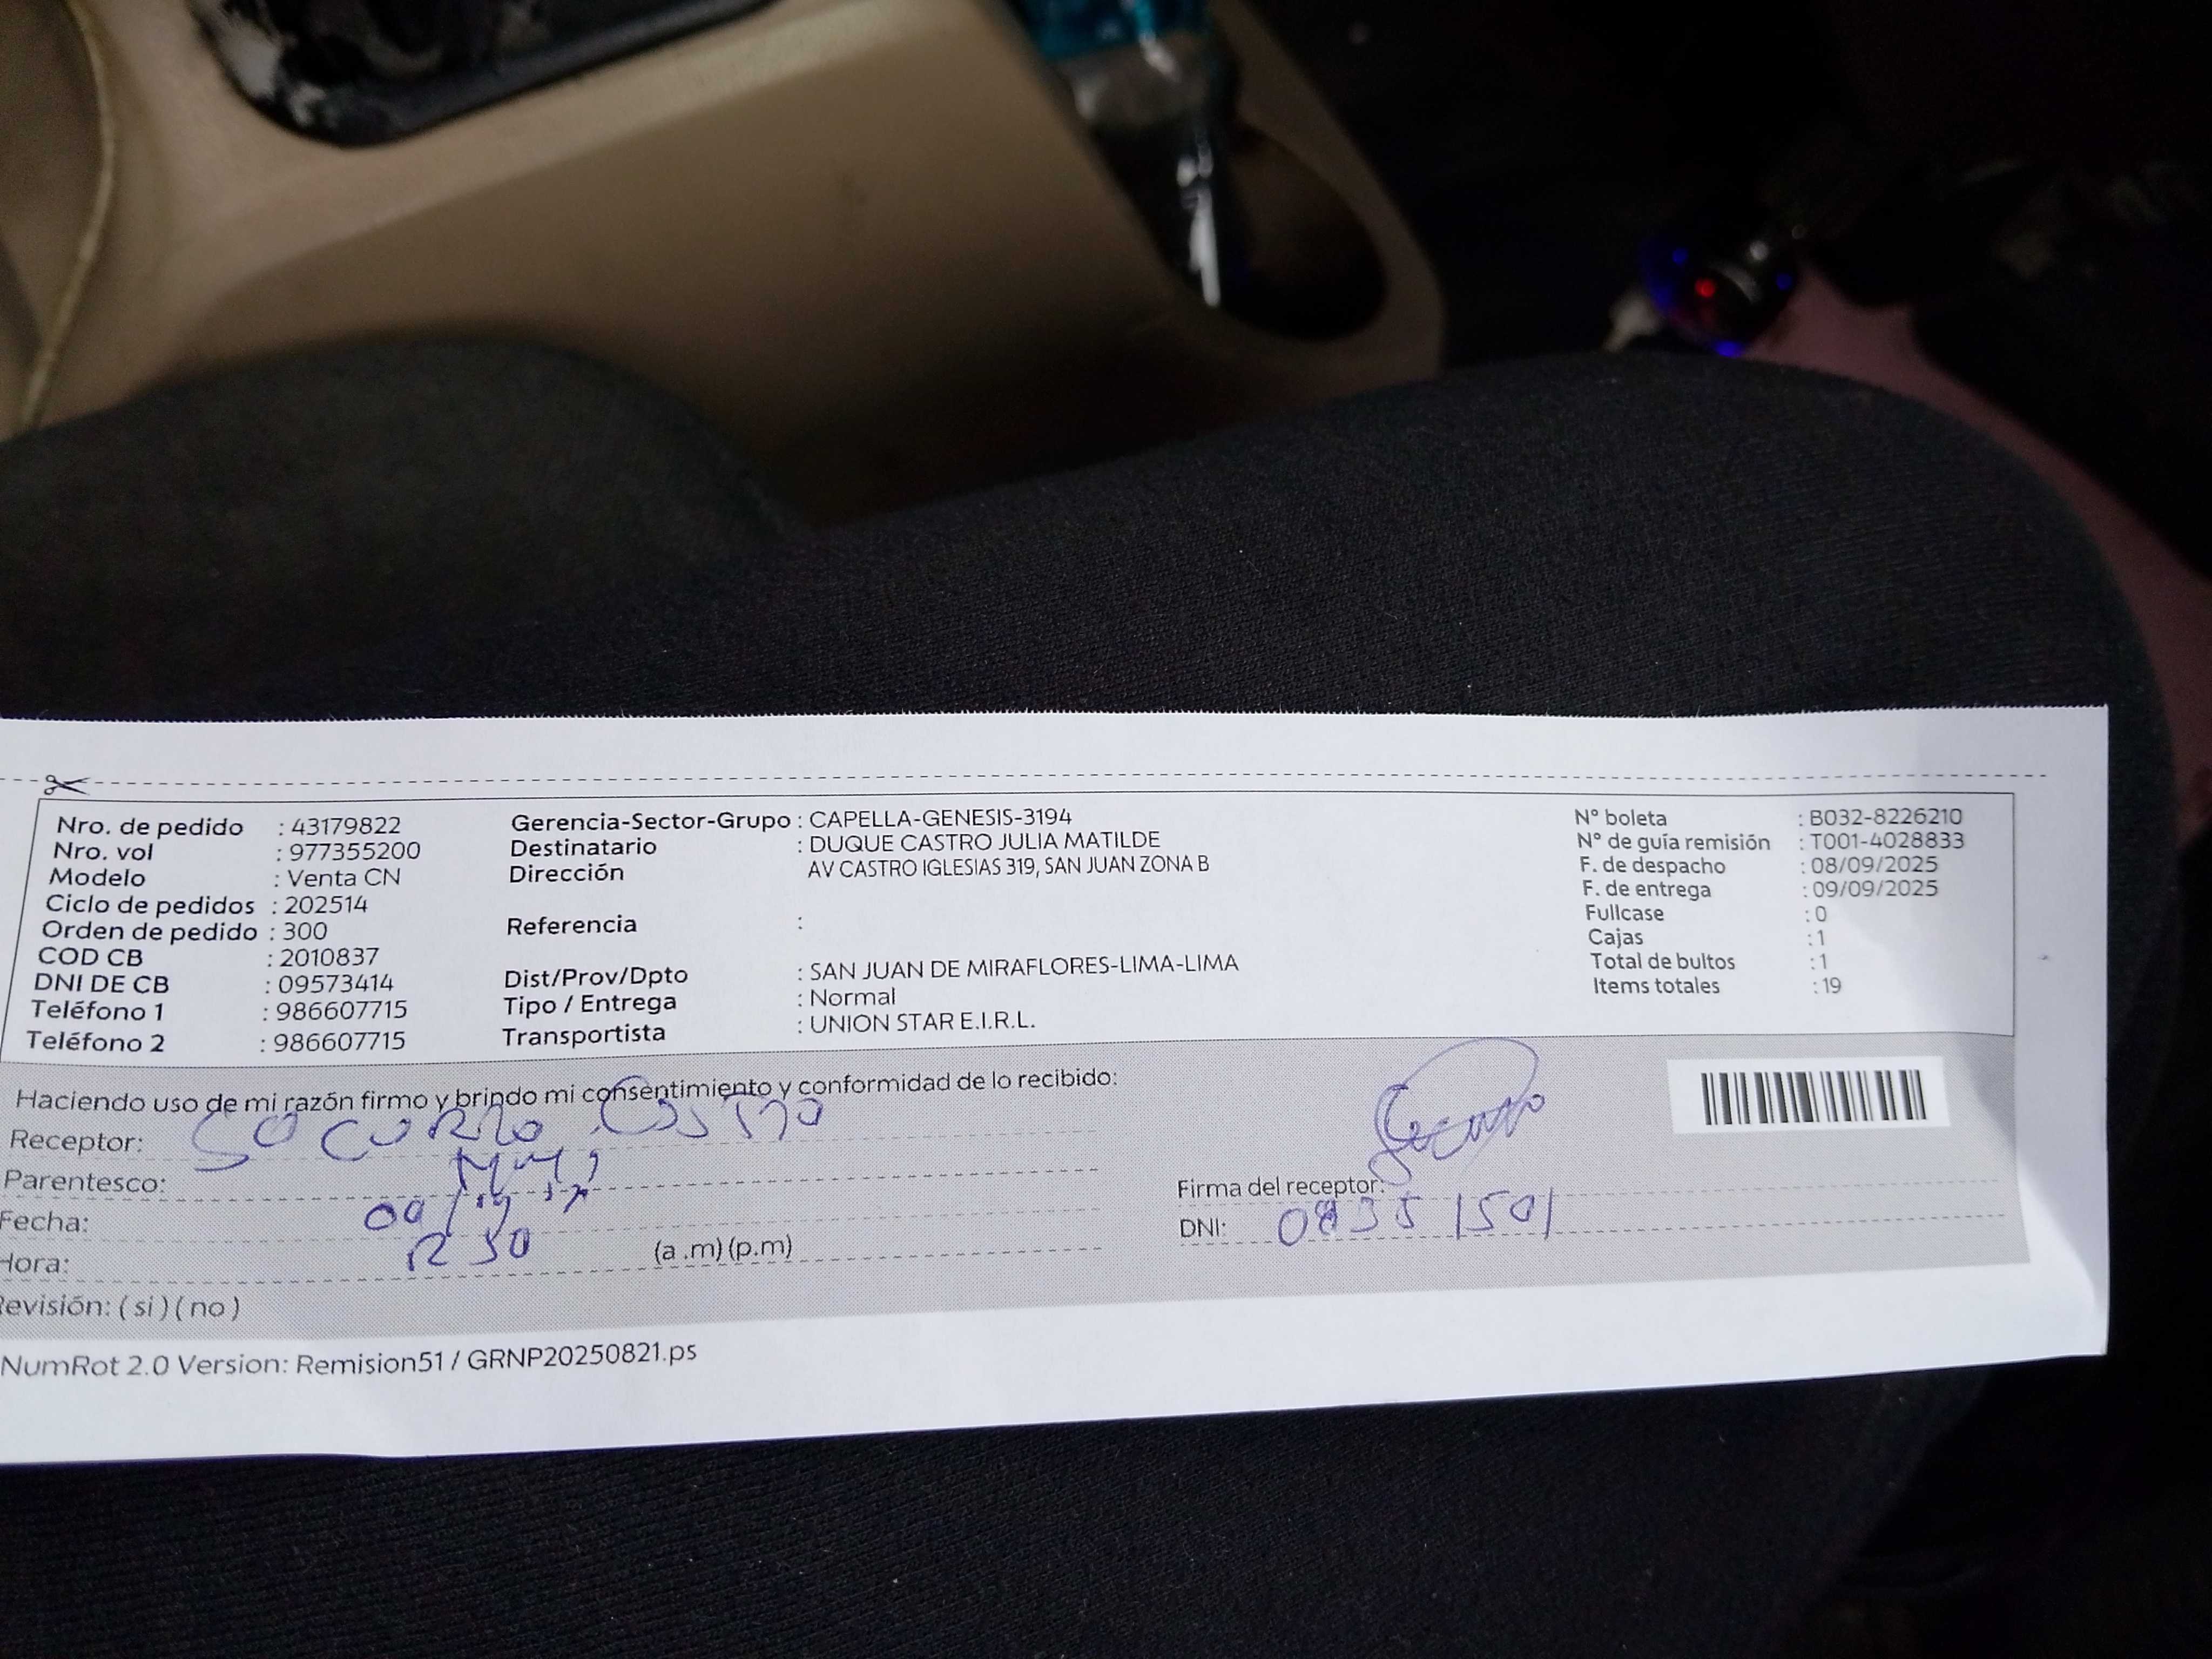 Nro. de pedido : 43179822
Nro. vol : 977355200
Modelo : Venta CN
Ciclo de pedidos : 202514
Orden de pedido : 300
COD CB : 2010837
DNI DE CB : 09573414
Teléfono 1 : 986607715
Teléfono 2 : 986607715
Gerencia-Sector-Grupo : CAPELLA-GENESIS-3194
Destinatario : DUQUE CASTRO JULIA MATILDE
Dirección AV CASTRO IGLESIAS 319, SAN JUAN ZONA B
Referencia :
Dist/Prov/Dpto : SAN JUAN DE MIRAFLORES-LIMA-LIMA
Tipo / Entrega : Normal
Transportista : UNION STAR E.I.R.L.
Nº boleta : B032-8226210
Nº de guía remisión : T001-4028833
F. de despacho : 08/09/2025
F. de entrega : 09/09/2025
Fullcase : 0
Cajas : 1
Total de bultos : 1
Items totales : 19
Haciendo uso de mi razón firmo y brindo mi consentimiento y conformidad de lo recibido:
Receptor: SOCORRO
Parentesco:
Fecha:
Hora: (a .m) (p.m)
Revisión: ( si ) ( no )
Firma del receptor:
DNI:
NumRot 2.0 Version: Remision51 / GRNP20250821.ps